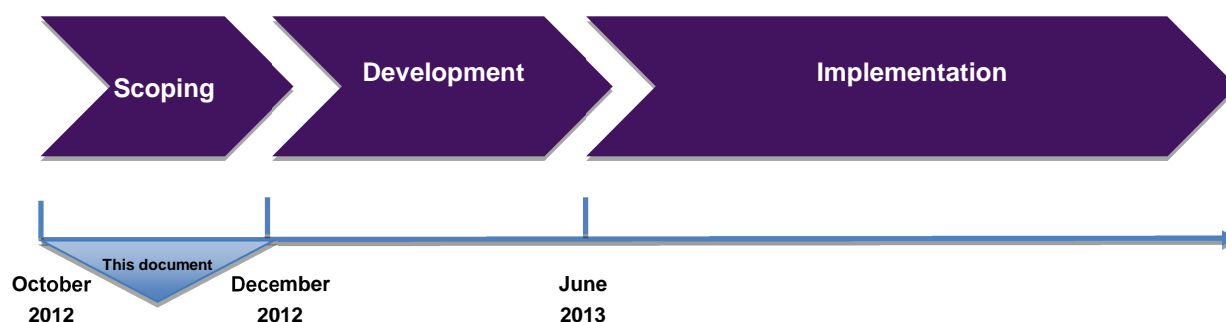 Scoping
Development
Implementation
This document
October
2012
December
2012
June
2013